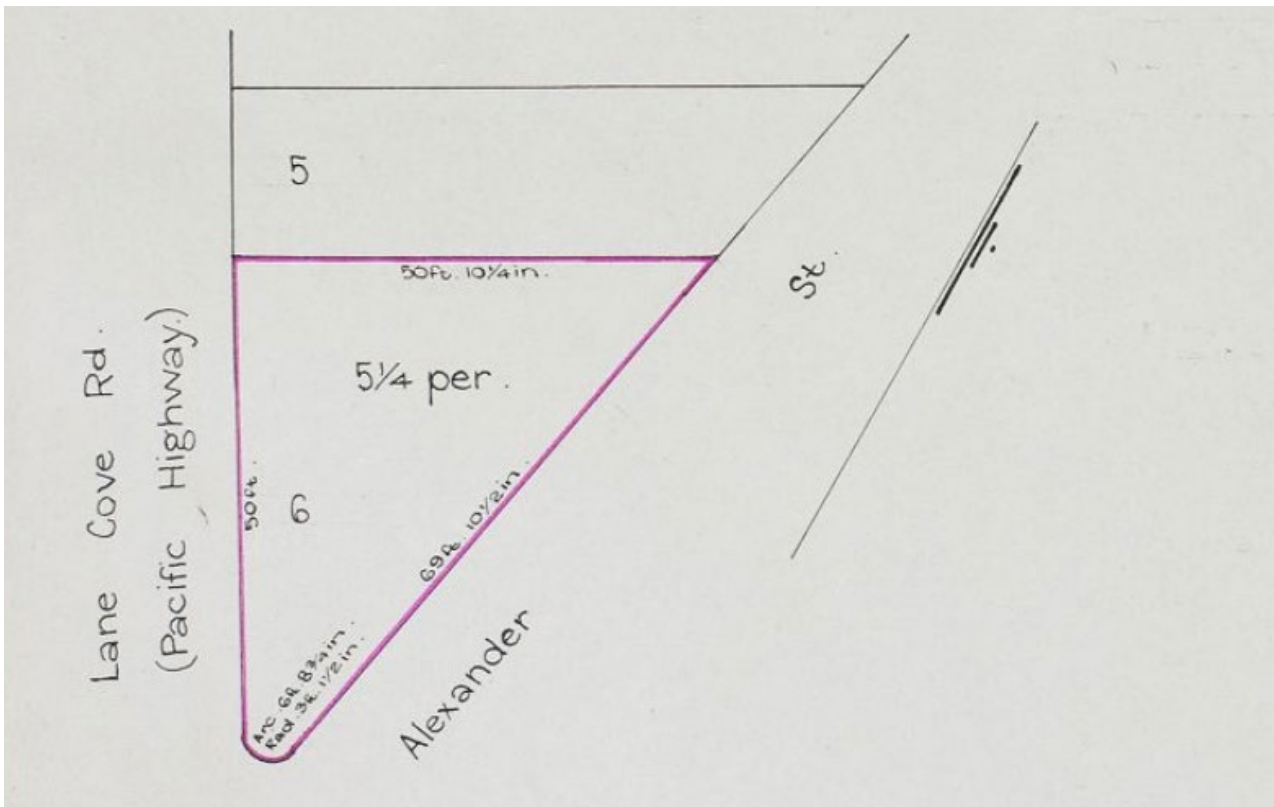 5
50ft. 10¼in.
St.
5¼ per.
Lane Cove Rd.
(Pacific Highway.)
50ft.
6
69ft. 10½in.
Arc. 6ft. 8¾in.
Rad. 3ft. 1½in.
Alexander